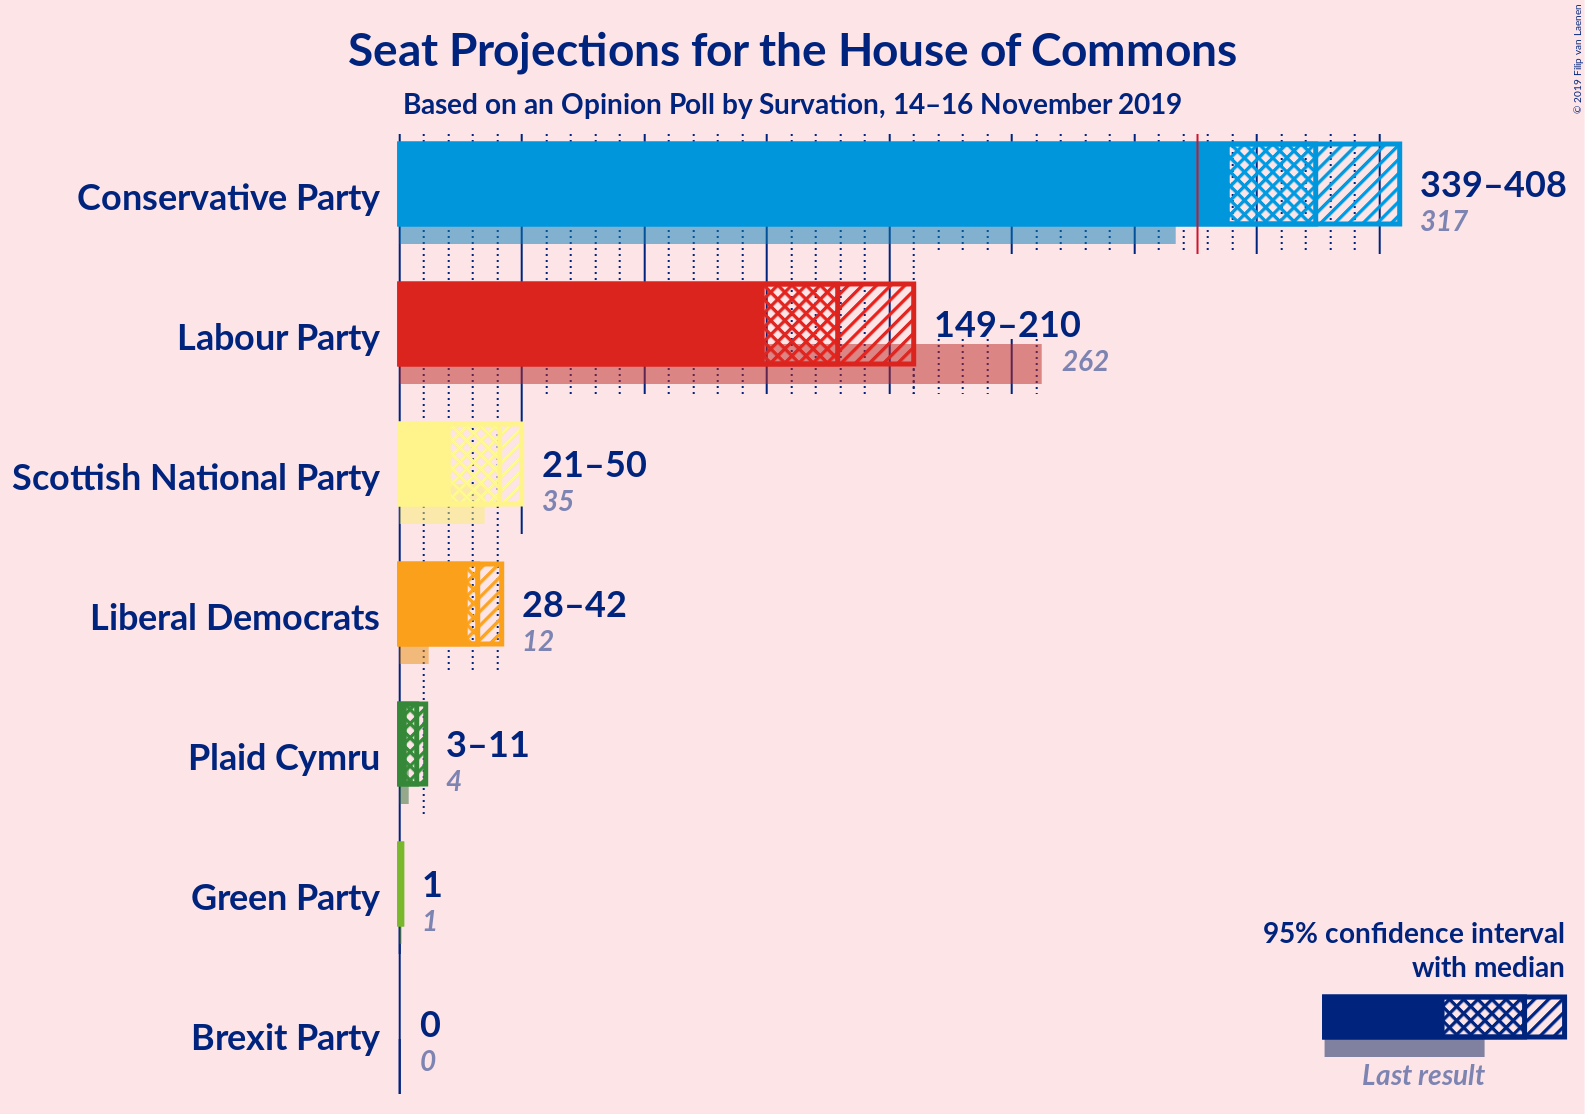 Seat Projections for the House of Commons
Based on an Opinion Poll by Survation, 14–16 November 2019
© 2019 Filip van Laenen
Conservative Party
339–408
317
Labour Party
149–210
262
Scottish National Party
21–50
35
Liberal Democrats
28–42
12
Plaid Cymru
3–11
4
Green Party
1
1
Brexit Party
0
0
95% confidence interval
with median
Last result